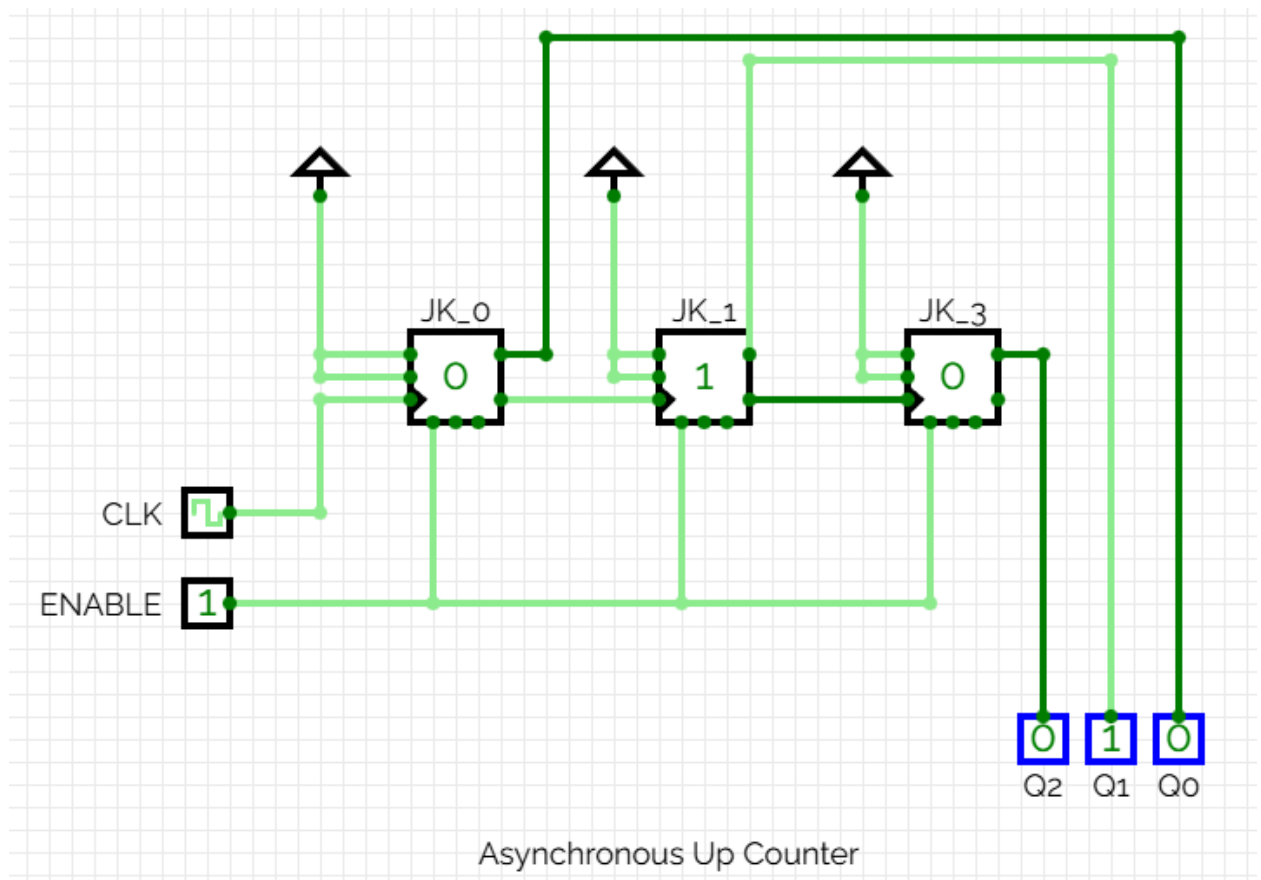 JK_0 JK_1 JK_3
0 1 0
CLK
ENABLE 1
0 1 0
Q2 Q1 Q0
Asynchronous Up Counter